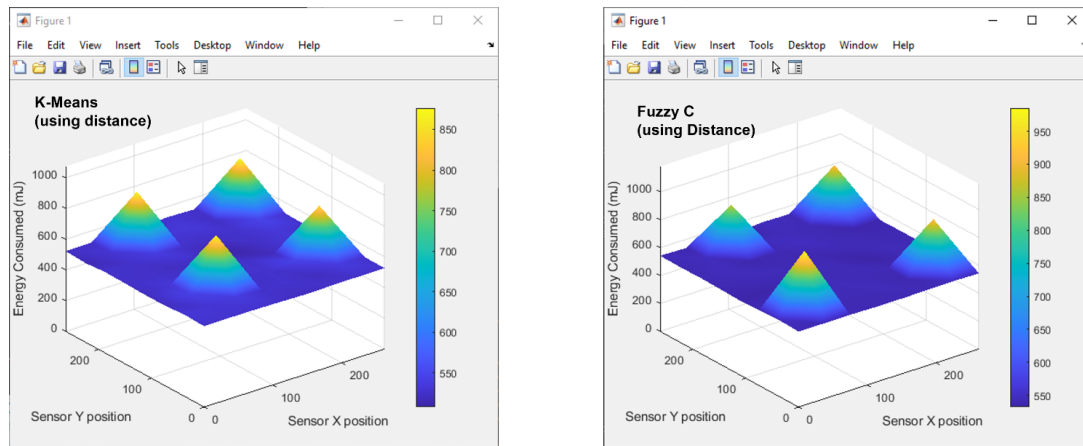 Figure 1
File Edit View Insert Tools Desktop Window Help
K-Means
(using distance)
Energy Consumed (mJ)
1000
800
600
400
200
0
200
100
0
Sensor Y position
0
100
200
Sensor X position
850
800
750
700
650
600
550
Figure 1
File Edit View Insert Tools Desktop Window Help
Fuzzy C
(using Distance)
Energy Consumed (mJ)
1000
800
600
400
200
0
200
100
0
Sensor Y position
0
100
200
Sensor X position
950
900
850
800
750
700
650
600
550